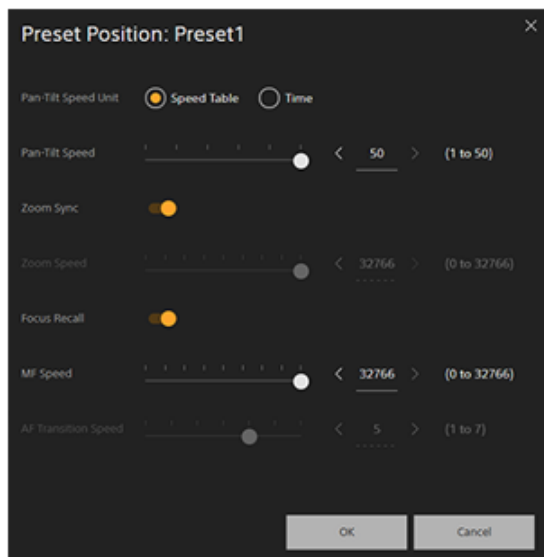 Preset Position: Preset1
Pan-Tilt Speed Unit Speed Table Time
Pan-Tilt Speed 50 (1 to 50)
Zoom Sync
Zoom Speed 32766 (0 to 32766)
Focus Recall
MF Speed 32766 (0 to 32766)
AF Transition Speed 5 (1 to 7)
OK Cancel